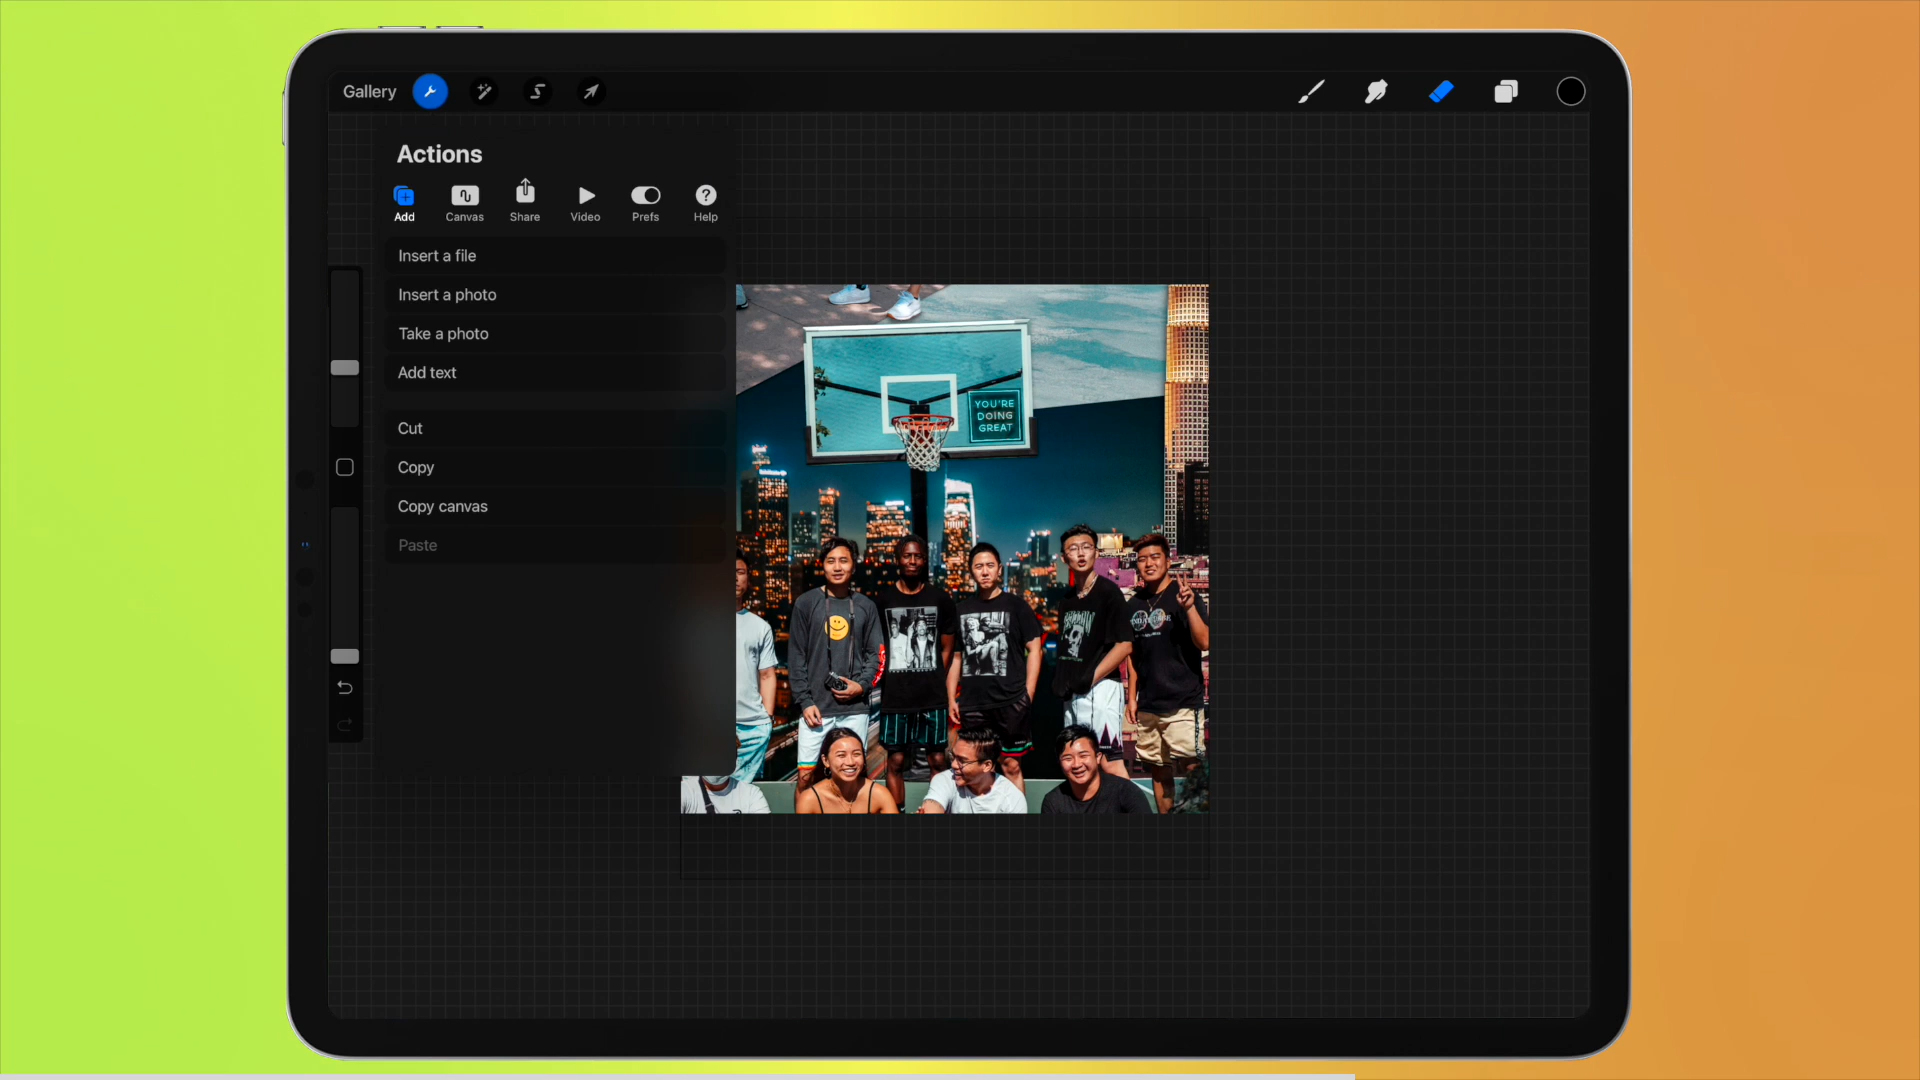 Gallery
Actions
Add
Canvas
Share
Video
Prefs
Help
Insert a file
Insert a photo
Take a photo
Add text
Cut
Copy
Copy canvas
Paste
YOU'RE
DOING
GREAT